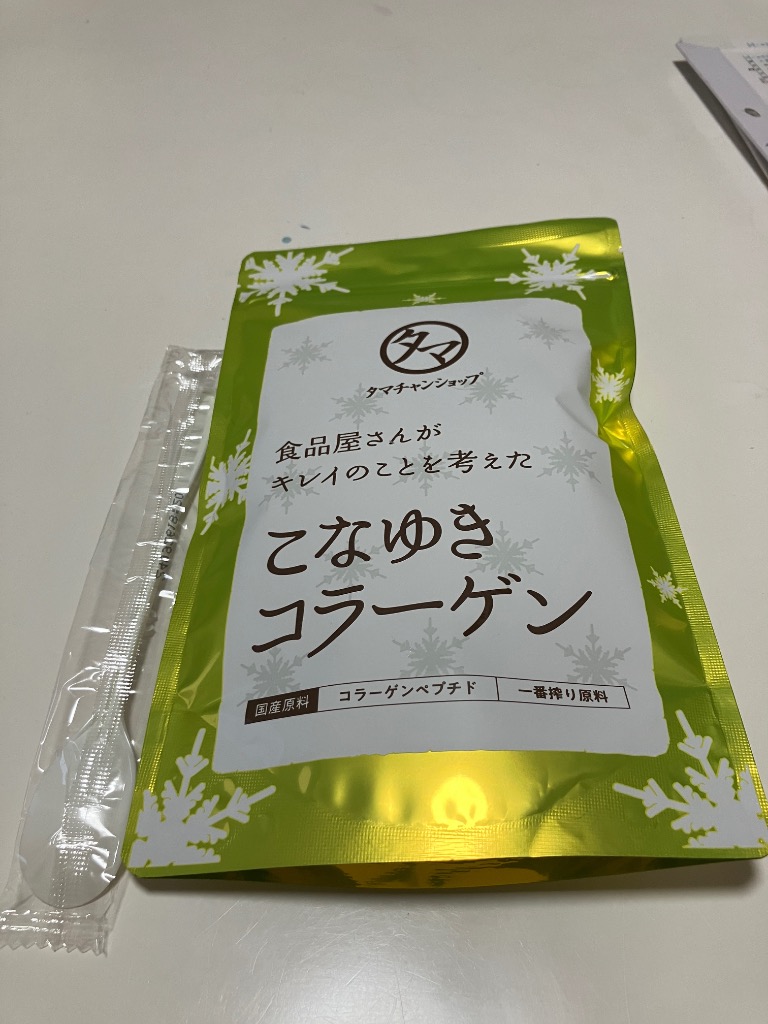 タマ
タマチャンショップ
食品屋さんが
キレイのことを考えた
こなゆき
コラーゲン
国産原料 コラーゲンペプチド 一番搾り原料